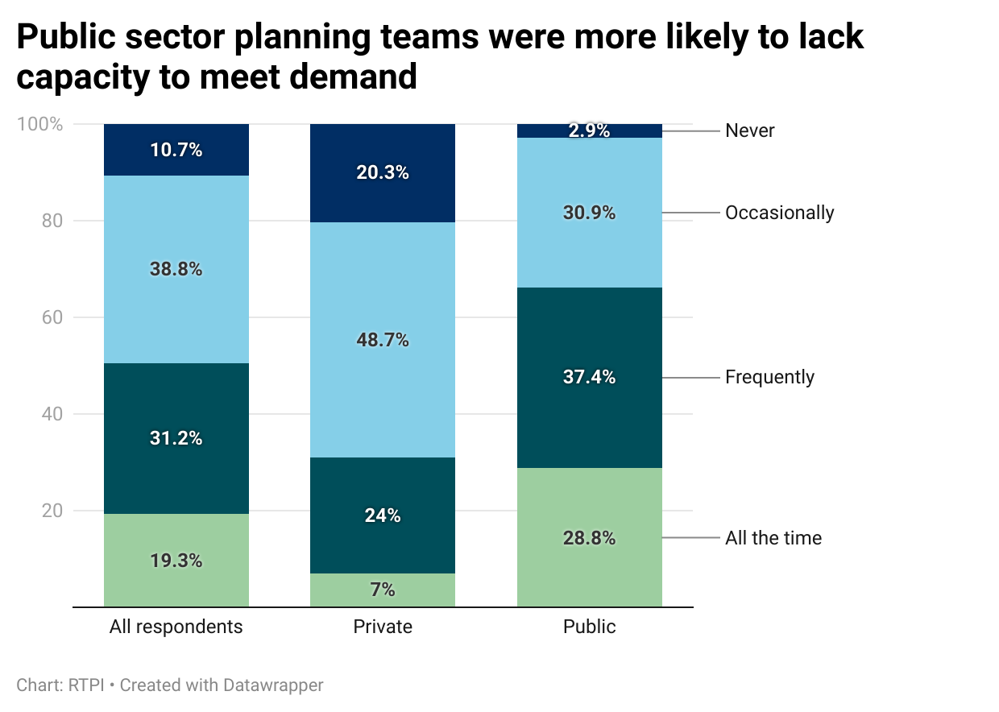 Public sector planning teams were more likely to lack
capacity to meet demand
100%
80
60
40
20
10.7%
38.8%
31.2%
19.3%
20.3%
48.7%
24%
7%
2.9%
30.9%
37.4%
28.8%
Never
Occasionally
Frequently
All the time
All respondents
Private
Public
Chart: RTPI • Created with Datawrapper